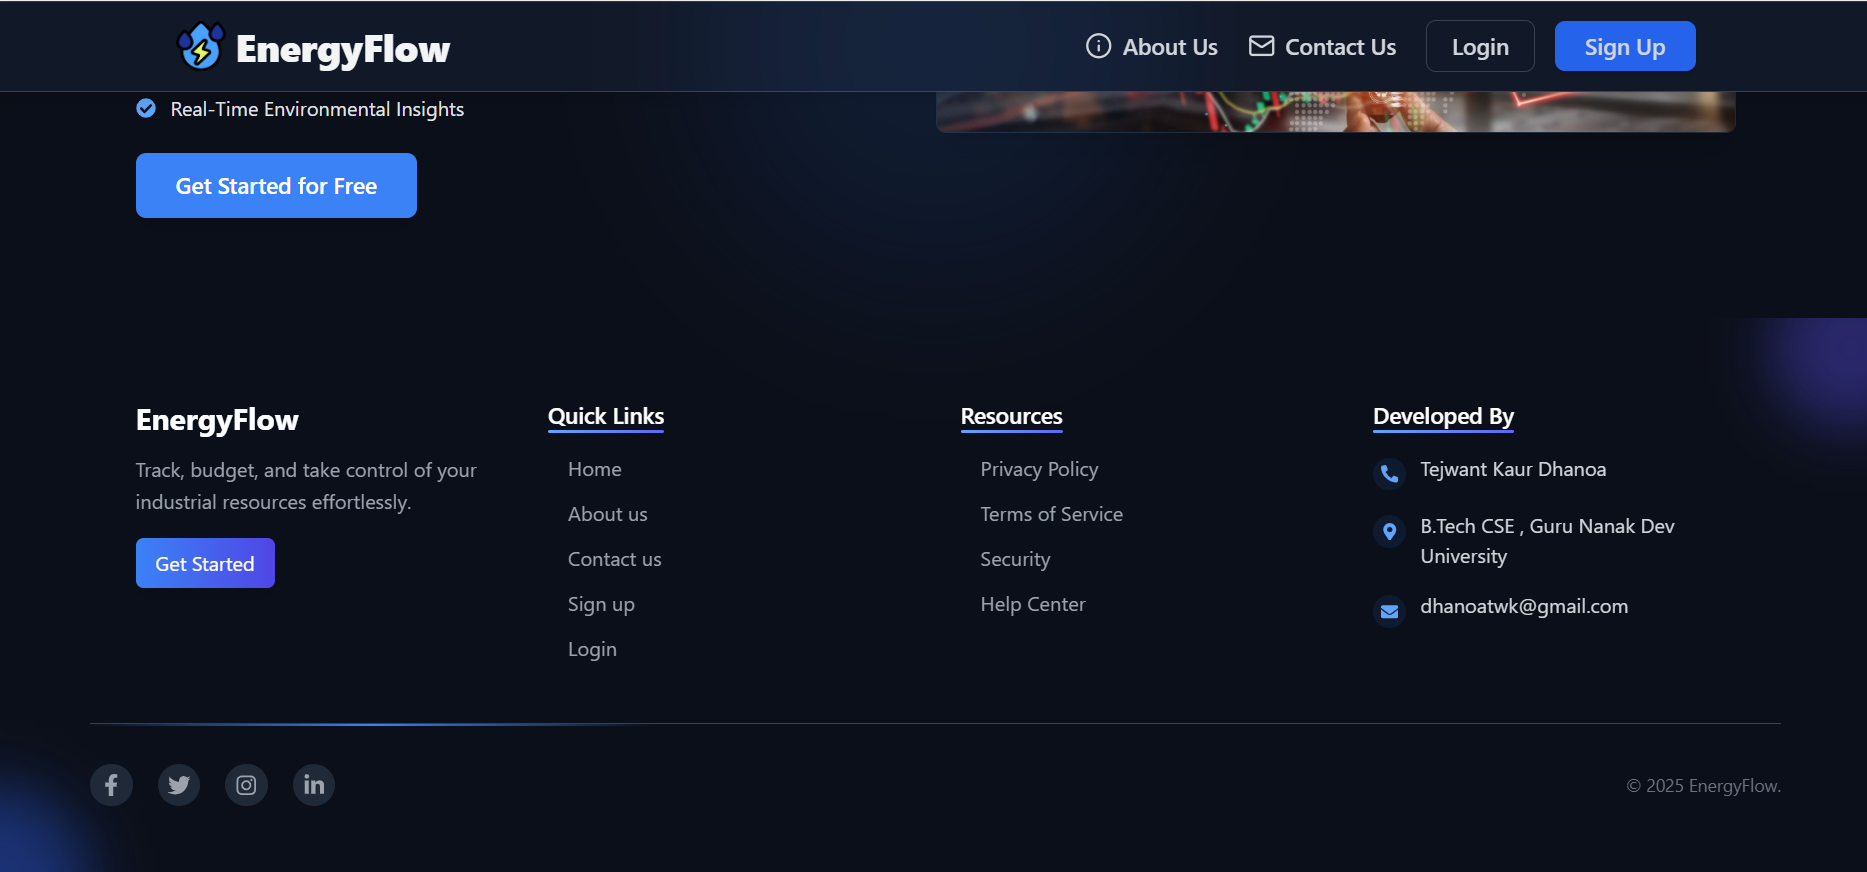 EnergyFlow
About Us
Contact Us
Login
Sign Up
Real-Time Environmental Insights
Get Started for Free
EnergyFlow
Track, budget, and take control of your
industrial resources effortlessly.
Get Started
Quick Links
Home
About us
Contact us
Sign up
Login
Resources
Privacy Policy
Terms of Service
Security
Help Center
Developed By
Tejwant Kaur Dhanoa
B.Tech CSE , Guru Nanak Dev
University
dhanoatwk@gmail.com
© 2025 EnergyFlow.